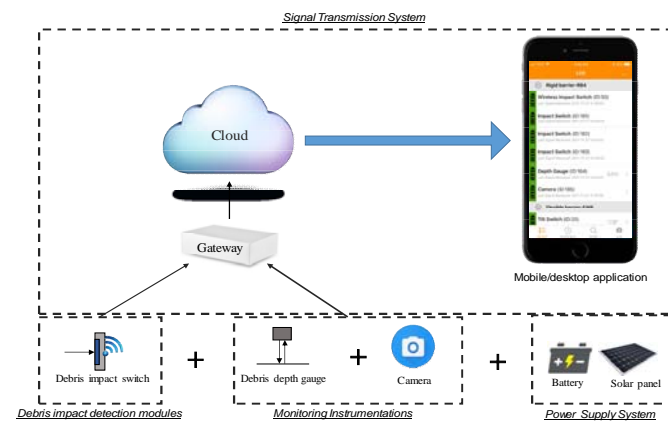 Signal Transmission System
Cloud
Gateway
Rigid barrier RB4
Wireless Impact Switch
Impact Switch
Impact Switch
Impact Switch
Depth Gauge
Camera
Tilt Switch
Mobile/desktop application
Debris impact switch
+
Debris depth gauge
+
Camera
+
Battery
Solar panel
Debris impact detection modules
Monitoring Instrumentations
Power Supply System